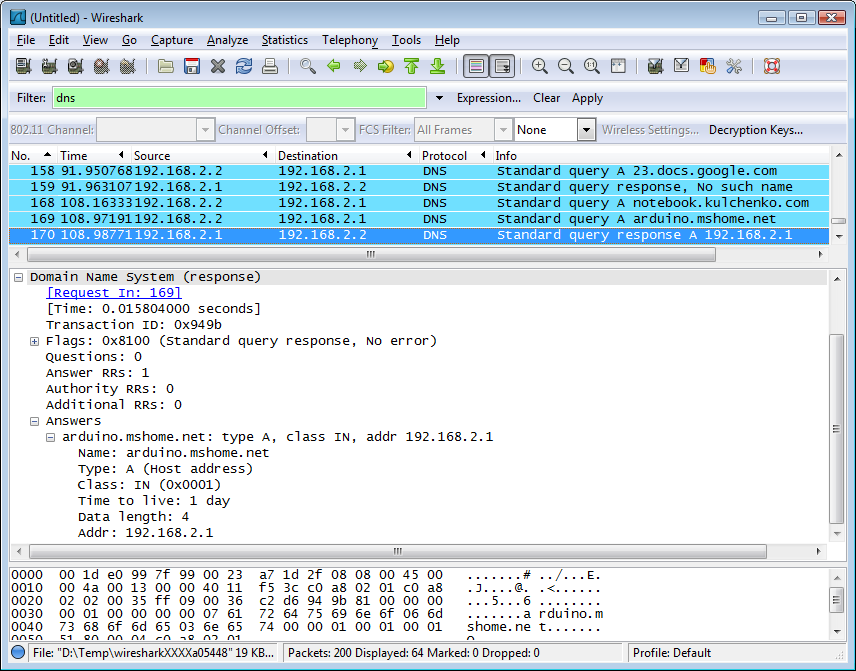 (Untitled) - Wireshark
File Edit View Go Capture Analyze Statistics Telephony Tools Help
Filter: dns Expression... Clear Apply
802.11 Channel: Channel Offset: FCS Filter: All Frames None Wireless Settings... Decryption Keys...
No. Time Source Destination Protocol Info
158 91.950768 192.168.2.2 192.168.2.1 DNS Standard query A 23.docs.google.com
159 91.963107 192.168.2.1 192.168.2.2 DNS Standard query response, No such name
168 108.16333 192.168.2.2 192.168.2.1 DNS Standard query A notebook.kulchenko.com
169 108.97191 192.168.2.2 192.168.2.1 DNS Standard query A arduino.mshome.net
170 108.98771 192.168.2.1 192.168.2.2 DNS Standard query response A 192.168.2.1
Domain Name System (response)
[Request In: 169]
[Time: 0.015804000 seconds]
Transaction ID: 0x949b
Flags: 0x8100 (Standard query response, No error)
Questions: 0
Answer RRs: 1
Authority RRs: 0
Additional RRs: 0
Answers
arduino.mshome.net: type A, class IN, addr 192.168.2.1
Name: arduino.mshome.net
Type: A (Host address)
Class: IN (0x0001)
Time to live: 1 day
Data length: 4
Addr: 192.168.2.1
0000 00 1d e0 99 7f 99 00 23 a7 1d 2f 08 08 00 45 00 .......# ../...E.
0010 00 4a 00 13 00 00 40 11 f5 3c c0 a8 02 01 c0 a8 .J....@. .<......
0020 02 02 00 35 ff 09 00 36 c2 d6 94 9b 81 00 00 00 ...5...6 ........
0030 00 01 00 00 00 00 07 61 72 64 75 69 6e 6f 06 6d .......a rduino.m
0040 73 68 6f 6d 65 03 6e 65 74 00 00 01 00 01 00 01 shome.ne t.......
0050 51 80 00 04 c0 a8 02 01 Q.......
File: "D:\Temp\wiresharkXXXXa05448" 19 KB... Packets: 200 Displayed: 64 Marked: 0 Dropped: 0 Profile: Default